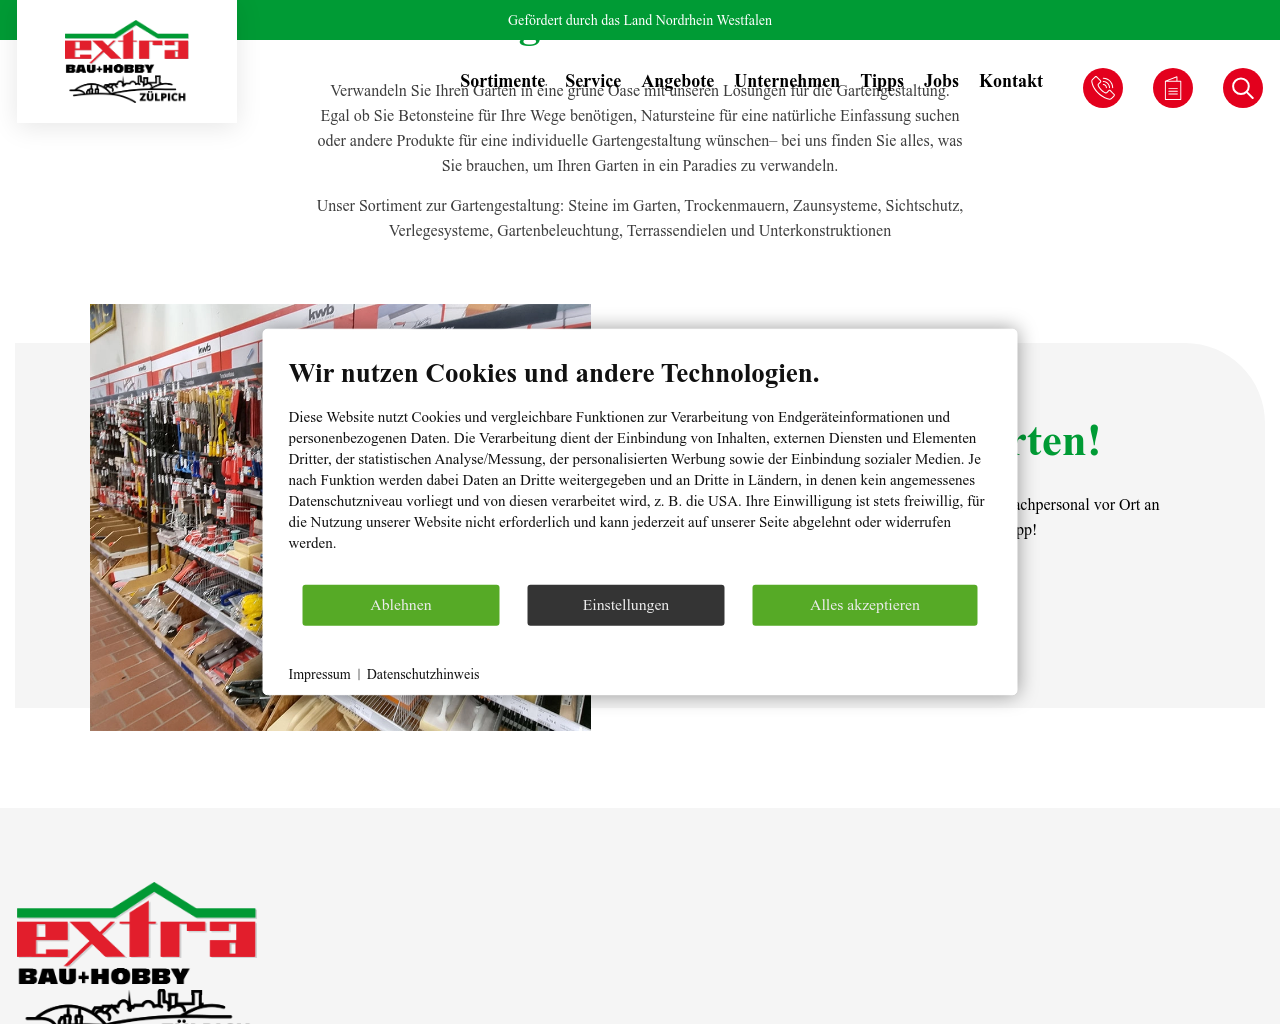 Gefördert durch das Land Nordrhein Westfalen
extra
BAU+HOBBY
ZÜLPICH
Sortimente Service Angebote Unternehmen Tipps Jobs Kontakt
Verwandeln Sie Ihren Garten in eine grüne Oase mit unseren Lösungen für die Gartengestaltung.
Egal ob Sie Betonsteine für Ihre Wege benötigen, Natursteine für eine natürliche Einfassung suchen
oder andere Produkte für eine individuelle Gartengestaltung wünschen– bei uns finden Sie alles, was
Sie brauchen, um Ihren Garten in ein Paradies zu verwandeln.
Unser Sortiment zur Gartengestaltung: Steine im Garten, Trockenmauern, Zaunsysteme, Sichtschutz,
Verlegesysteme, Gartenbeleuchtung, Terrassendielen und Unterkonstruktionen
kwb
kwb
Wir nutzen Cookies und andere Technologien.
Diese Website nutzt Cookies und vergleichbare Funktionen zur Verarbeitung von Endgeräteinformationen und
personenbezogenen Daten. Die Verarbeitung dient der Einbindung von Inhalten, externen Diensten und Elementen
Dritter, der statistischen Analyse/Messung, der personalisierten Werbung sowie der Einbindung sozialer Medien. Je
nach Funktion werden dabei Daten an Dritte weitergegeben und an Dritte in Ländern, in denen kein angemessenes
Datenschutzniveau vorliegt und von diesen verarbeitet wird, z. B. die USA. Ihre Einwilligung ist stets freiwillig, für
die Nutzung unserer Website nicht erforderlich und kann jederzeit auf unserer Seite abgelehnt oder widerrufen
werden.
Ablehnen Einstellungen Alles akzeptieren
Impressum | Datenschutzhinweis
rten!
achpersonal vor Ort an
pp!
extra
BAU+HOBBY